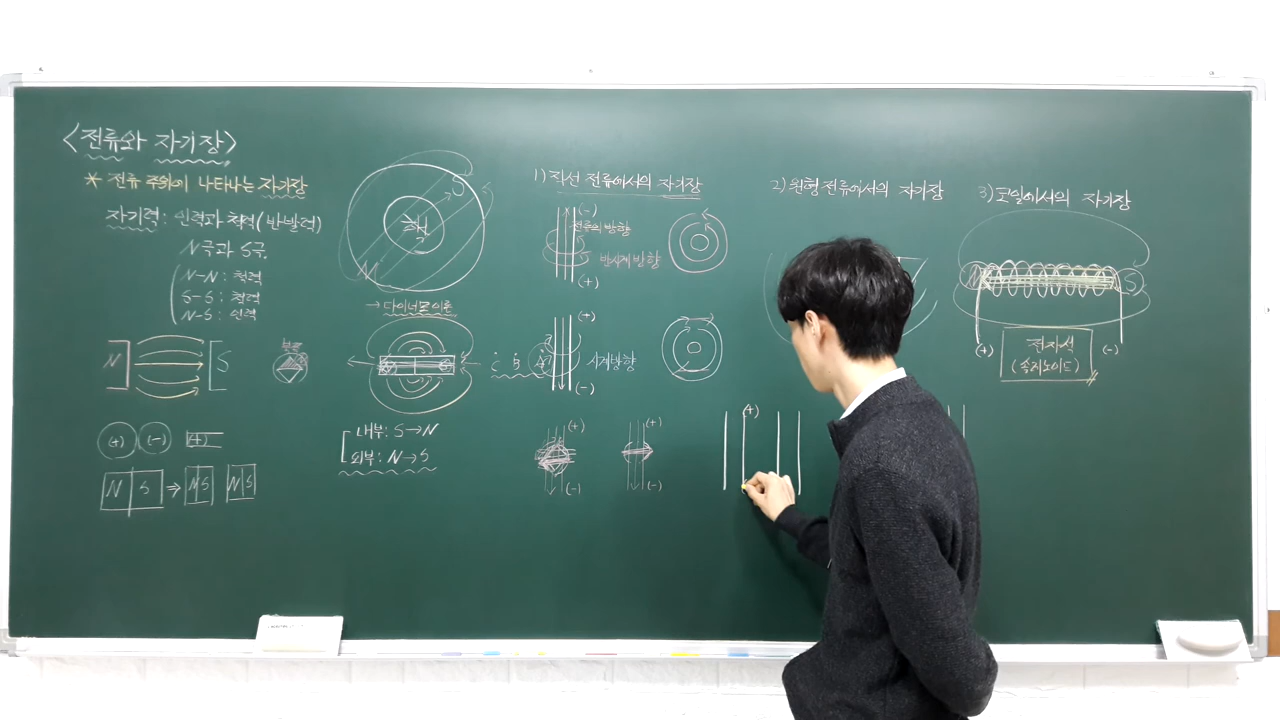 <전류와 자기장>
* 전류 주위에 나타나는 자기장
자기력: 인력과 척력(반발력)
N극과 S극.
N-N: 척력
S-S: 척력
N-S: 인력
N
S
북극
(+)
(-)
(+)
N S ⇒ N S
N S
S
N
→ 다이너모이론
내부: S→N
외부: N→S
1) 직선 전류에서의 자기장
(-)
전류의 방향
반시계방향
(+)
(+)
C B A
시계방향
(-)
(+)
(-)
(+)
(-)
2) 원형전류에서의 자기장
(+)
3) 코일에서의 자기장
N
S
(+)
(-)
전자석
(솔레노이드)